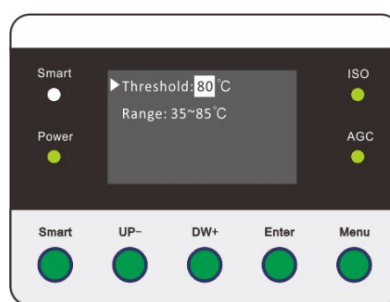 Smart
ISO
Threshold: 80 ℃
Range: 35~85℃
Power
AGC
Smart UP- DW+ Enter Menu